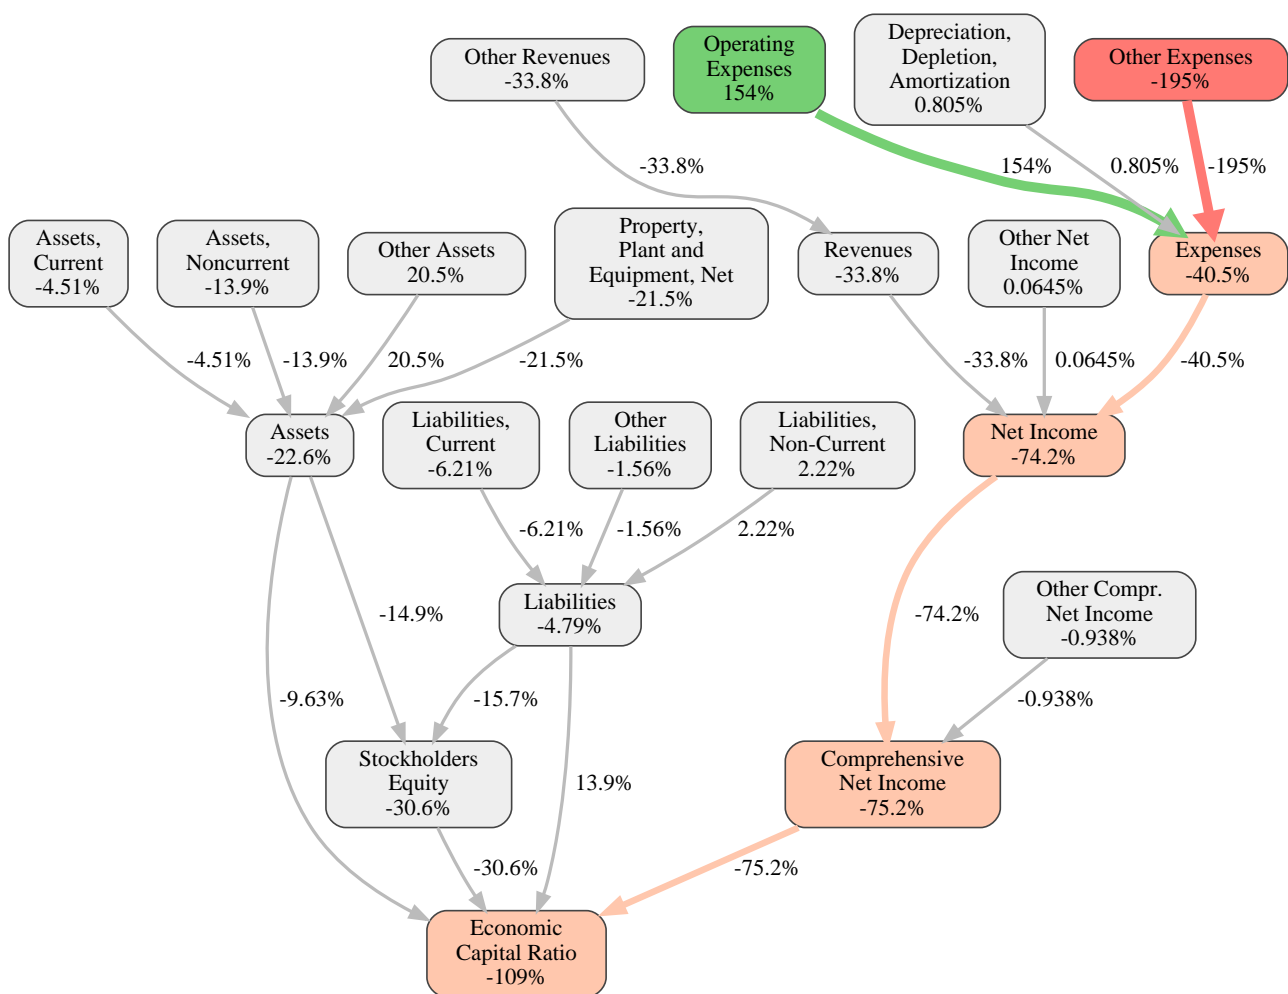 Other Revenues
-33.8%
Operating
Expenses
154%
Depreciation,
Depletion,
Amortization
0.805%
Other Expenses
-195%
-33.8%
154%
0.805%
-195%
Assets,
Current
-4.51%
Assets,
Noncurrent
-13.9%
Other Assets
20.5%
Property,
Plant and
Equipment, Net
-21.5%
Revenues
-33.8%
Other Net
Income
0.0645%
Expenses
-40.5%
-4.51%
-13.9%
20.5%
-21.5%
-33.8%
0.0645%
-40.5%
Assets
-22.6%
Liabilities,
Current
-6.21%
Other
Liabilities
-1.56%
Liabilities,
Non-Current
2.22%
Net Income
-74.2%
-6.21%
-1.56%
2.22%
Liabilities
-4.79%
Other Compr.
Net Income
-0.938%
-14.9%
-74.2%
-9.63%
-15.7%
-0.938%
Stockholders
Equity
-30.6%
13.9%
Comprehensive
Net Income
-75.2%
-30.6%
-75.2%
Economic
Capital Ratio
-109%